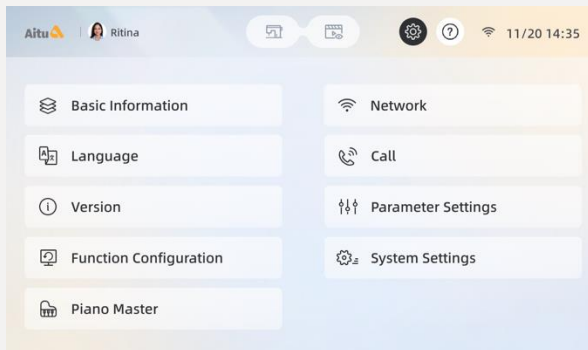 Aitu Ritina 11/20 14:35
Basic Information
Network
Language
Call
Version
Parameter Settings
Function Configuration
System Settings
Piano Master